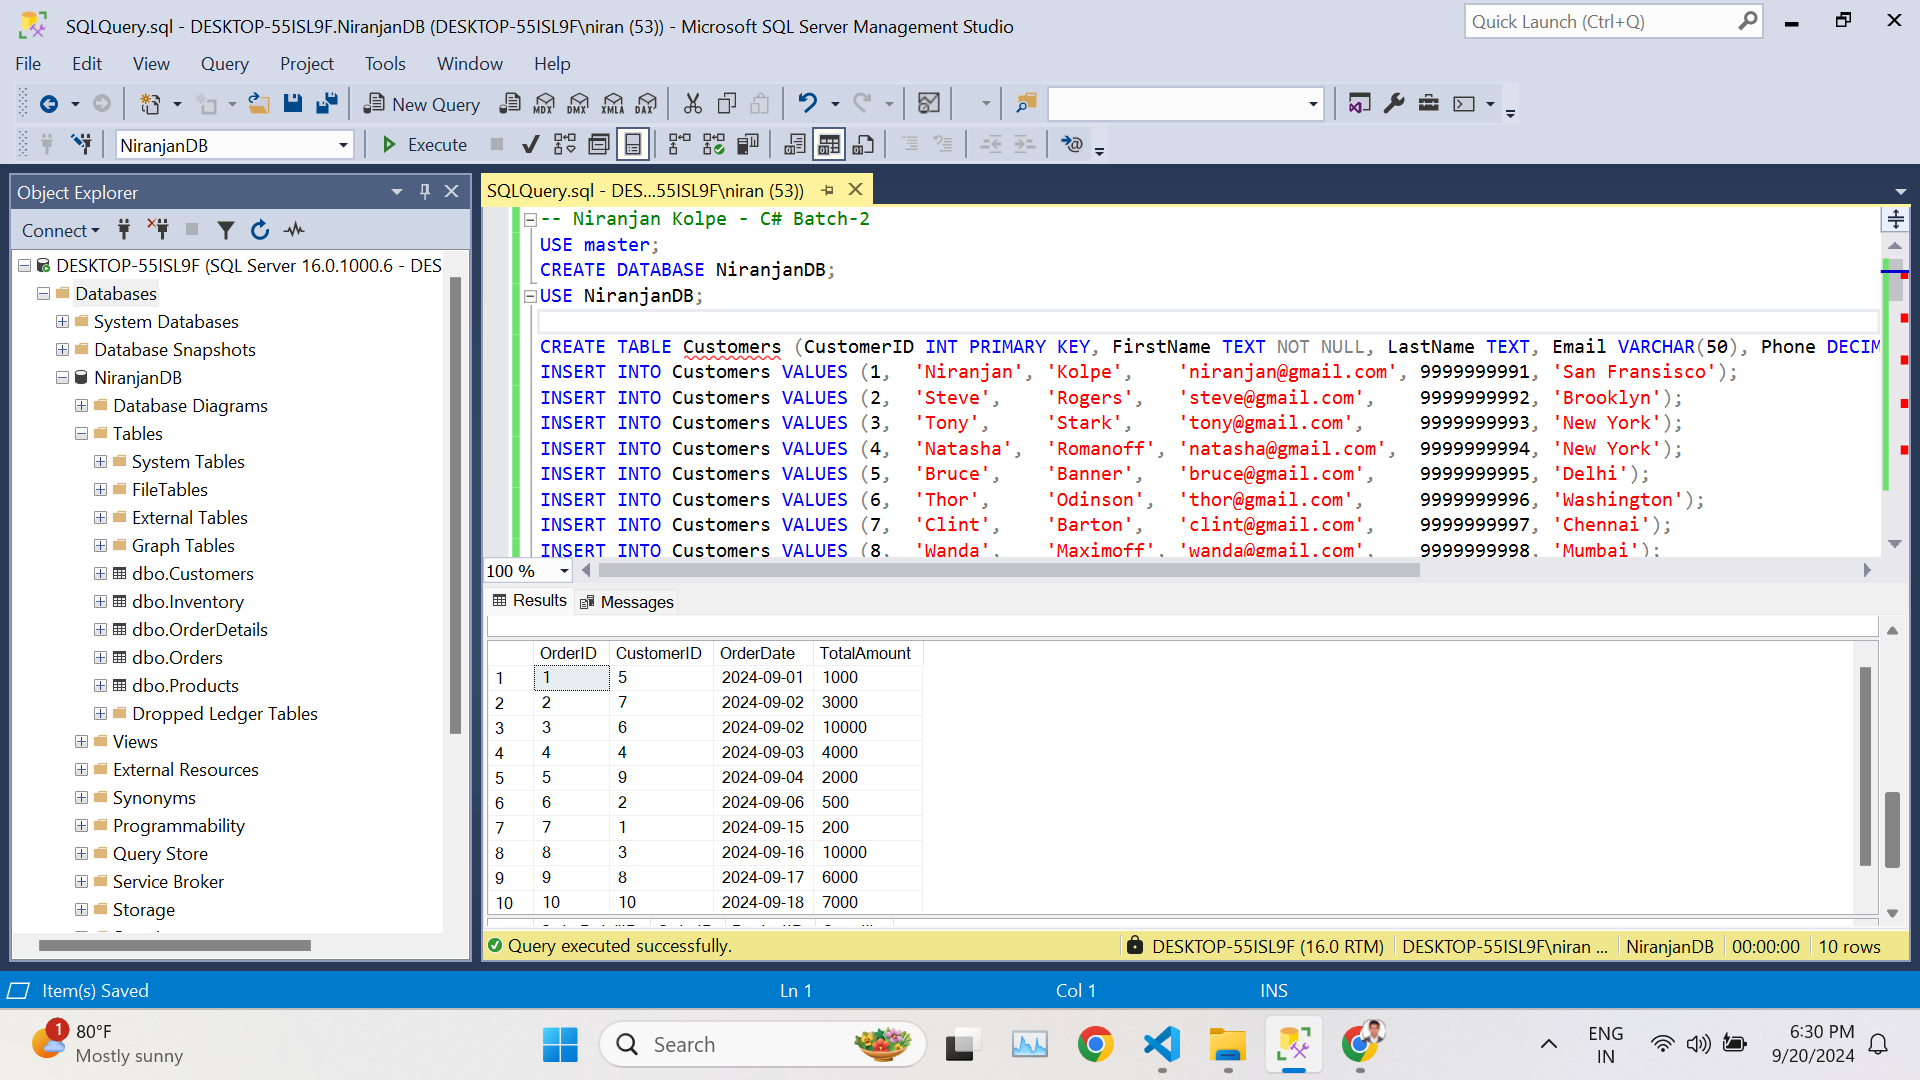 SQLQuery.sql - DESKTOP-55ISL9F.NiranjanDB (DESKTOP-55ISL9F\niran (53)) - Microsoft SQL Server Management Studio
Quick Launch (Ctrl+Q)
File Edit View Query Project Tools Window Help
New Query MDX DMX XMLA DAX
NiranjanDB Execute
Object Explorer
Connect
DESKTOP-55ISL9F (SQL Server 16.0.1000.6 - DES
Databases
System Databases
Database Snapshots
NiranjanDB
Database Diagrams
Tables
System Tables
FileTables
External Tables
Graph Tables
dbo.Customers
dbo.Inventory
dbo.OrderDetails
dbo.Orders
dbo.Products
Dropped Ledger Tables
Views
External Resources
Synonyms
Programmability
Query Store
Service Broker
Storage
SQLQuery.sql - DES...55ISL9F\niran (53))
-- Niranjan Kolpe - C# Batch-2
USE master;
CREATE DATABASE NiranjanDB;
USE NiranjanDB;
CREATE TABLE Customers (CustomerID INT PRIMARY KEY, FirstName TEXT NOT NULL, LastName TEXT, Email VARCHAR(50), Phone DECIM
INSERT INTO Customers VALUES (1, 'Niranjan', 'Kolpe', 'niranjan@gmail.com', 9999999991, 'San Fransisco');
INSERT INTO Customers VALUES (2, 'Steve', 'Rogers', 'steve@gmail.com', 9999999992, 'Brooklyn');
INSERT INTO Customers VALUES (3, 'Tony', 'Stark', 'tony@gmail.com', 9999999993, 'New York');
INSERT INTO Customers VALUES (4, 'Natasha', 'Romanoff', 'natasha@gmail.com', 9999999994, 'New York');
INSERT INTO Customers VALUES (5, 'Bruce', 'Banner', 'bruce@gmail.com', 9999999995, 'Delhi');
INSERT INTO Customers VALUES (6, 'Thor', 'Odinson', 'thor@gmail.com', 9999999996, 'Washington');
INSERT INTO Customers VALUES (7, 'Clint', 'Barton', 'clint@gmail.com', 9999999997, 'Chennai');
INSERT INTO Customers VALUES (8, 'Wanda', 'Maximoff', 'wanda@gmail.com', 9999999998, 'Mumbai');
100 %
Results Messages
OrderID CustomerID OrderDate TotalAmount
1 1 5 2024-09-01 1000
2 2 7 2024-09-02 3000
3 3 6 2024-09-02 10000
4 4 4 2024-09-03 4000
5 5 9 2024-09-04 2000
6 6 2 2024-09-06 500
7 7 1 2024-09-15 200
8 8 3 2024-09-16 10000
9 9 8 2024-09-17 6000
10 10 10 2024-09-18 7000
Query executed successfully. DESKTOP-55ISL9F (16.0 RTM) DESKTOP-55ISL9F\niran ... NiranjanDB 00:00:00 10 rows
Item(s) Saved Ln 1 Col 1 INS
1 80°F
Mostly sunny
Search
ENG
IN
6:30 PM
9/20/2024